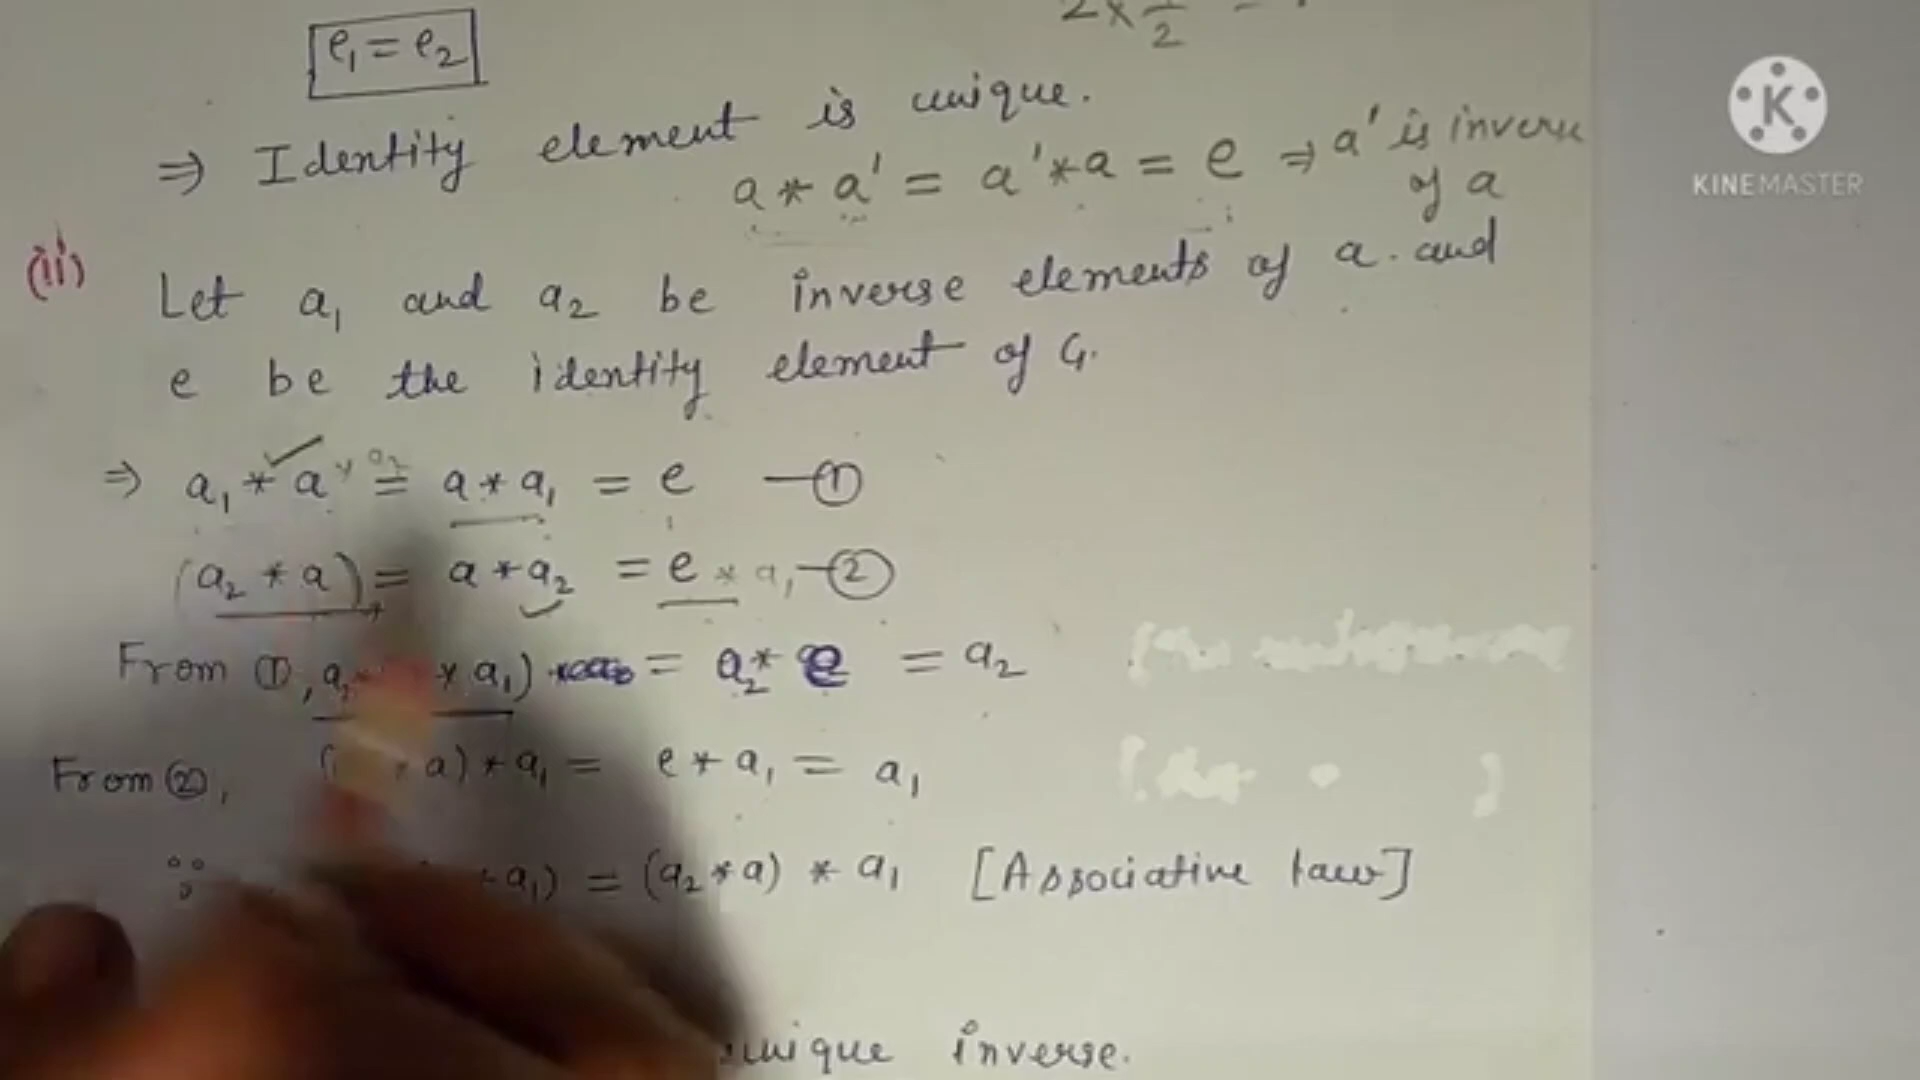 e₁ = e₂
⇒ Identity element is unique.
a * a' = a' * a = e ⇒ a' is inverse
of a
(ii) Let a₁ and a₂ be inverse elements of a. and
e be the identity element of G.
⇒ a₁ * a = a * a₁ = e — ①
(a₂ * a) = a * a₂ = e * a₁ — ②
From ①, * a₁) = a₂ * e = a₂
From ②, a) * a₁ = e * a₁ = a₁
a₁) = (a₂ * a) * a₁ [Associative law]
unique inverse.
KINEMASTER